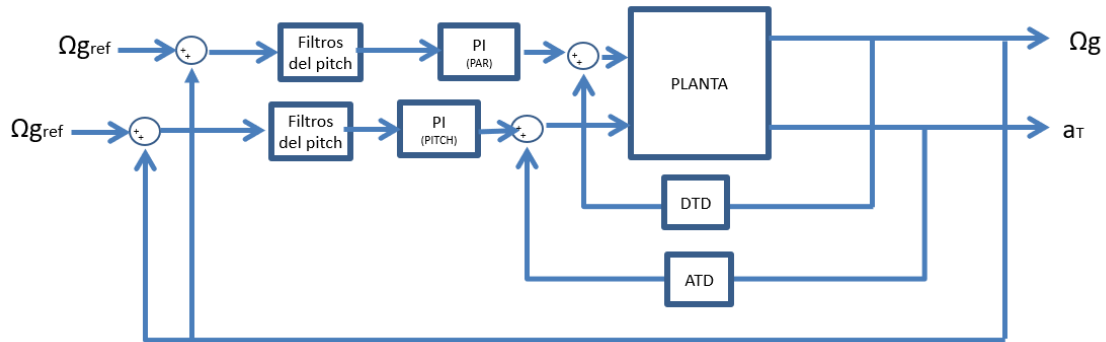 Ωgref
+
+
Filtros
del pitch
PI
(PAR)
+
+
PLANTA
Ωg
Ωgref
+
+
Filtros
del pitch
PI
(PITCH)
+
+
aT
DTD
ATD